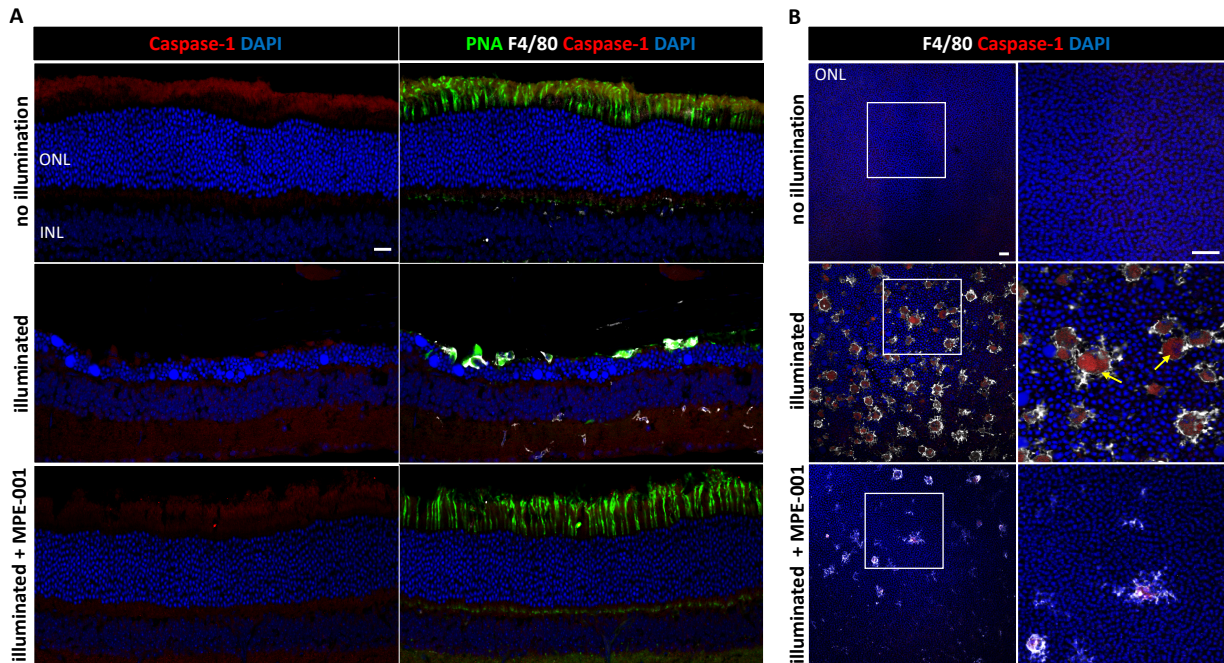 A
B
Caspase-1 DAPI
PNA F4/80 Caspase-1 DAPI
F4/80 Caspase-1 DAPI
no illumination
ONL
INL
no illumination
ONL
illuminated
illuminated
illuminated + MPE-001
illuminated + MPE-001